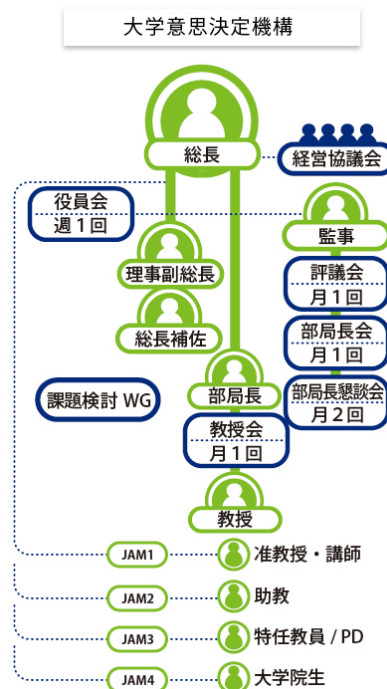 大学意思決定機構
総長
経営協議会
役員会
週1回
監事
理事副総長
評議会
月1回
総長補佐
部局長会
月1回
部局長
部局長懇談会
月2回
課題検討 WG
教授会
月1回
教授
JAM1 准教授・講師
JAM2 助教
JAM3 特任教員 / PD
JAM4 大学院生